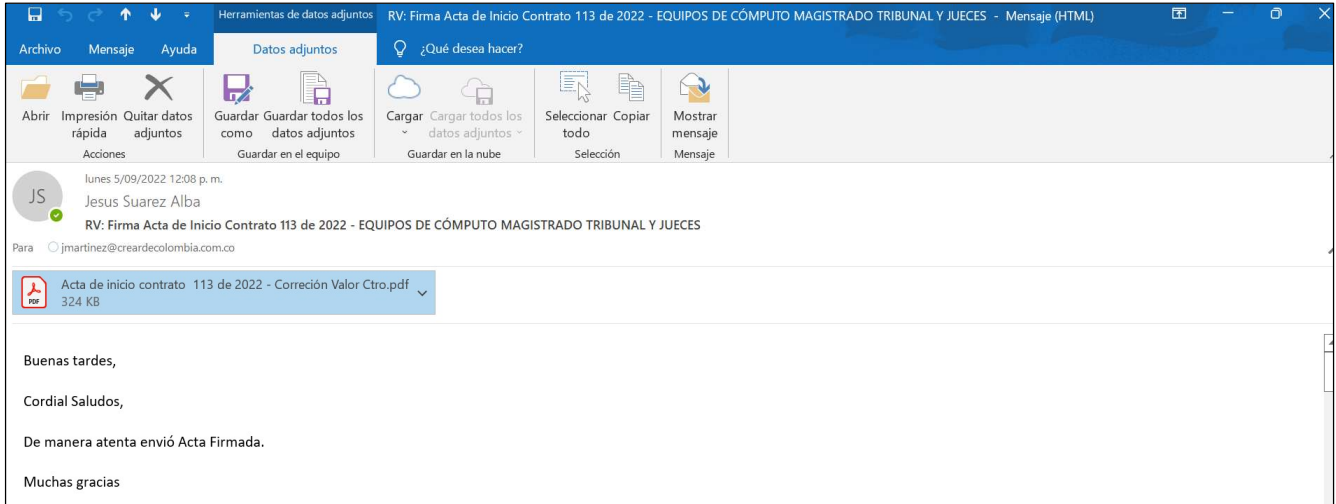 Herramientas de datos adjuntos RV: Firma Acta de Inicio Contrato 113 de 2022 - EQUIPOS DE CÓMPUTO MAGISTRADO TRIBUNAL Y JUECES - Mensaje (HTML)
Archivo Mensaje Ayuda Datos adjuntos ¿Qué desea hacer?
Abrir Impresión Quitar datos Guardar Guardar todos los Cargar Cargar todos los Seleccionar Copiar Mostrar
rápida adjuntos como datos adjuntos datos adjuntos todo mensaje
Acciones Guardar en el equipo Guardar en la nube Selección Mensaje
lunes 5/09/2022 12:08 p. m.
JS
Jesus Suarez Alba
RV: Firma Acta de Inicio Contrato 113 de 2022 - EQUIPOS DE CÓMPUTO MAGISTRADO TRIBUNAL Y JUECES
Para jmartinez@creardecolombia.com.co
Acta de inicio contrato 113 de 2022 - Correción Valor Ctro.pdf
PDF
324 KB
Buenas tardes,
Cordial Saludos,
De manera atenta envió Acta Firmada.
Muchas gracias